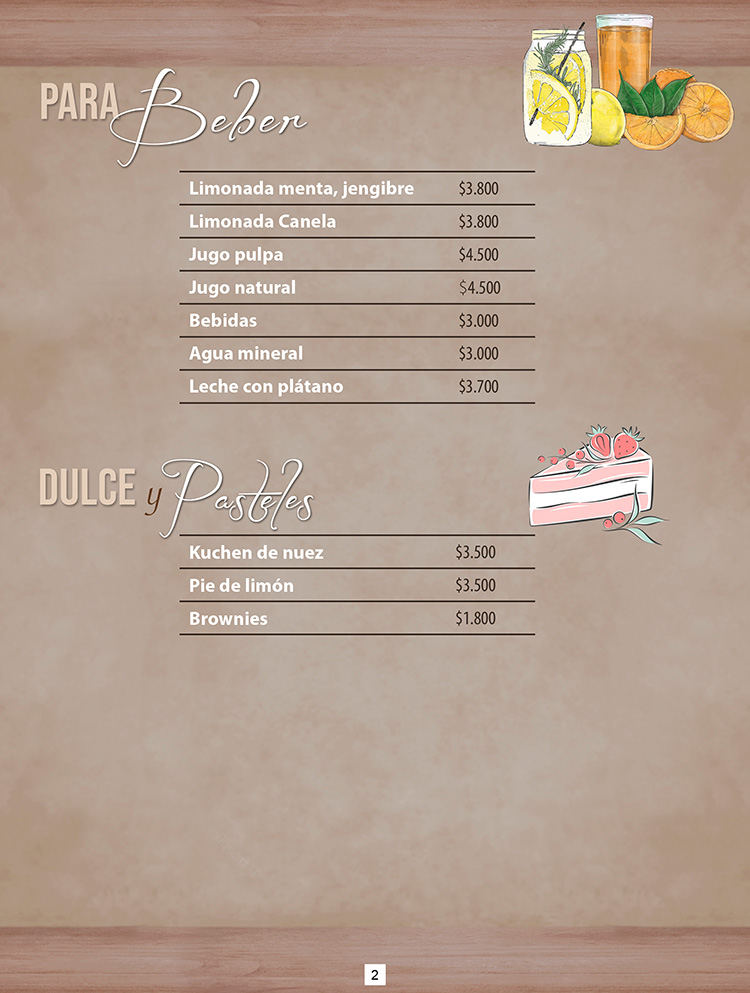 PARA Beber
Limonada menta, jengibre $3.800
Limonada Canela $3.800
Jugo pulpa $4.500
Jugo natural $4.500
Bebidas $3.000
Agua mineral $3.000
Leche con plátano $3.700
DULCE y Pasteles
Kuchen de nuez $3.500
Pie de limón $3.500
Brownies $1.800
2